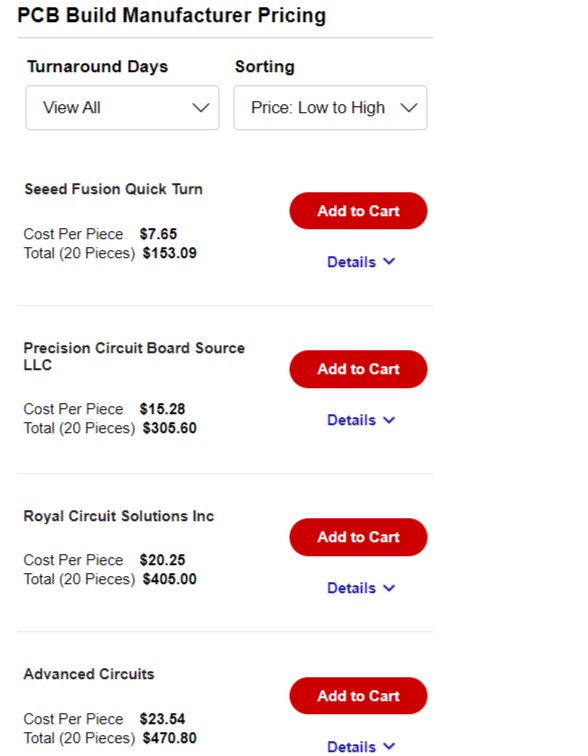 PCB Build Manufacturer Pricing
Turnaround Days Sorting
View All Price: Low to High
Seeed Fusion Quick Turn
Add to Cart
Cost Per Piece $7.65
Total (20 Pieces) $153.09
Details
Precision Circuit Board Source
LLC
Add to Cart
Cost Per Piece $15.28
Total (20 Pieces) $305.60
Details
Royal Circuit Solutions Inc
Add to Cart
Cost Per Piece $20.25
Total (20 Pieces) $405.00
Details
Advanced Circuits
Add to Cart
Cost Per Piece $23.54
Total (20 Pieces) $470.80
Details